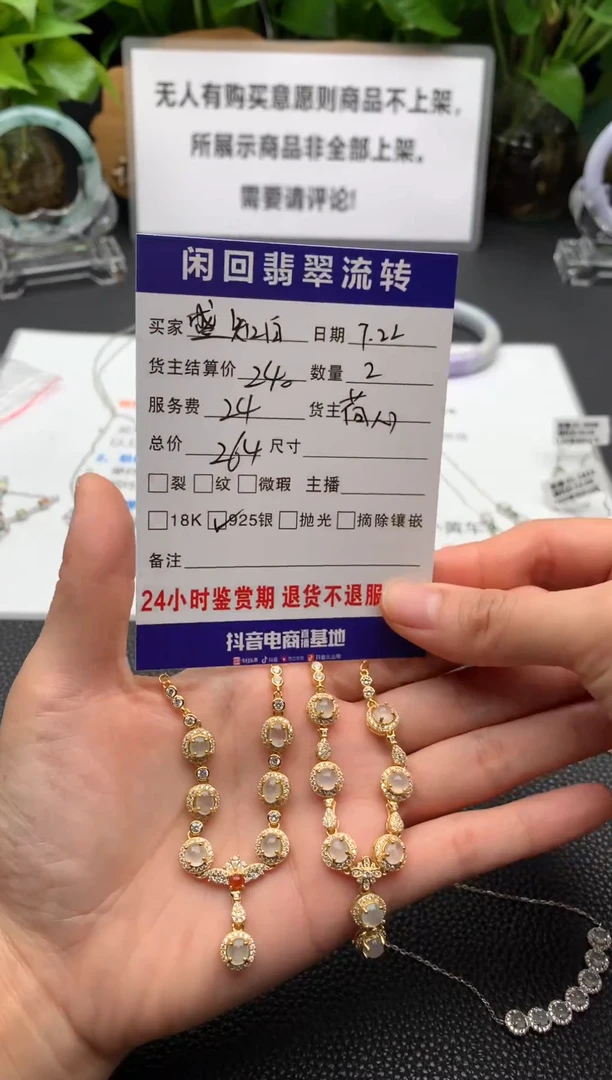 无人有购买意愿则商品不上架，
所展示商品非全部上架。
需要请评论!
闲回翡翠流转
买家 日期 7.22
货主结算价 240 数量 2
服务费 24 货主
总价 264 尺寸
□裂 □纹 □微瑕 主播
□18K ☑925银 □抛光 □摘除镶嵌
备注
24小时鉴赏期 退货不退服
抖音电商直播基地